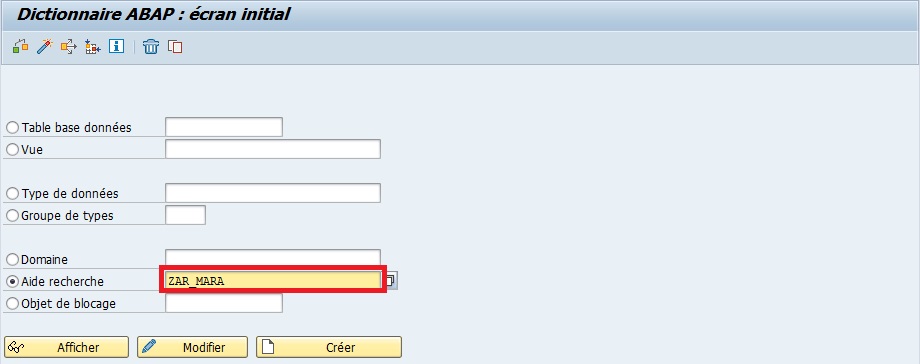 Dictionnaire ABAP : écran initial
Table base données
Vue
Type de données
Groupe de types
Domaine
Aide recherche ZAR_MARA
Objet de blocage
Afficher Modifier Créer